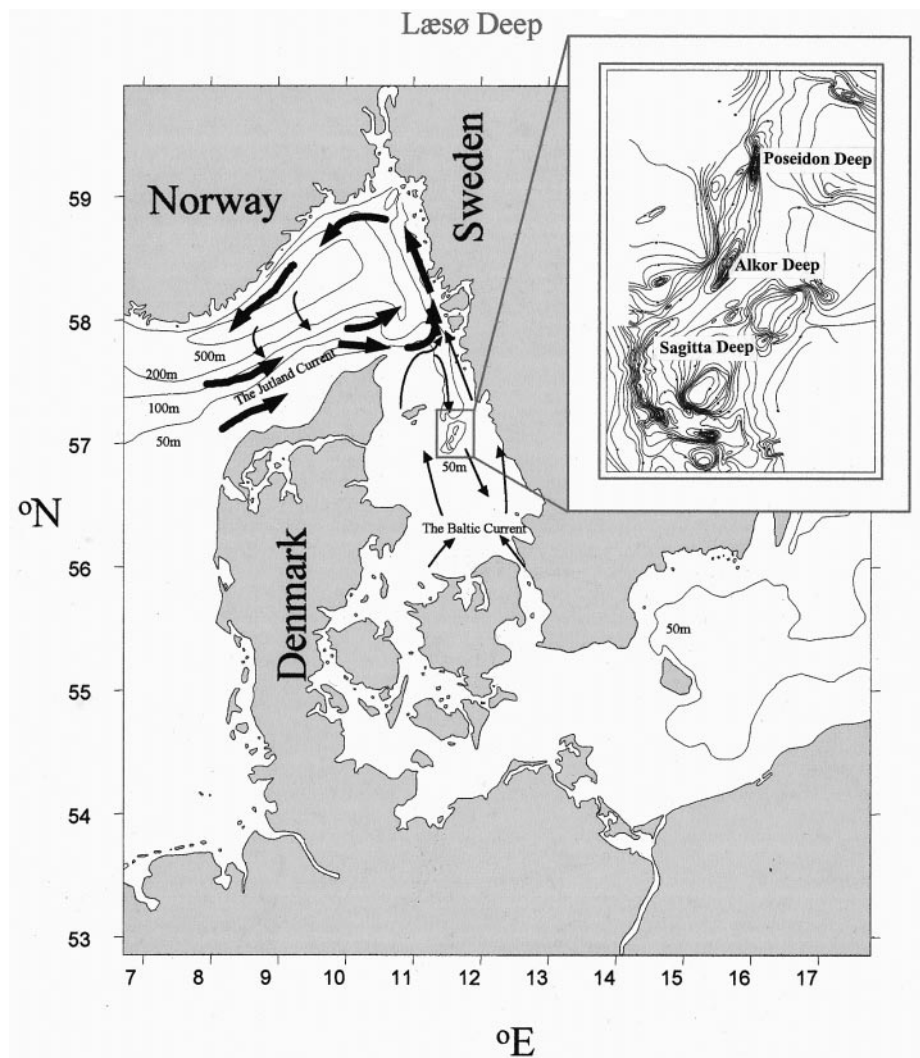 Læsø Deep
Poseidon Deep
Alkor Deep
Sagitta Deep
Norway
Sweden
59
58
57
56
55
54
53
500m
200m
100m
50m
The Jutland Current
50m
The Baltic Current
50m
Denmark
°N
7 8 9 10 11 12 13 14 15 16 17
°E